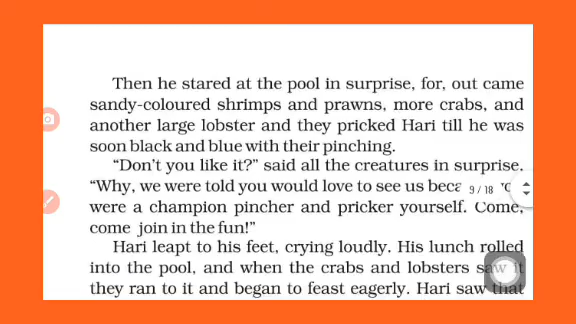 Then he stared at the pool in surprise, for, out came
sandy-coloured shrimps and prawns, more crabs, and
another large lobster and they pricked Hari till he was
soon black and blue with their pinching.
“Don’t you like it?” said all the creatures in surprise.
“Why, we were told you would love to see us 9 / 18
were a champion pincher and pricker yourself. Come,
come join in the fun!”
Hari leapt to his feet, crying loudly. His lunch rolled
into the pool, and when the crabs and lobsters saw it
they ran to it and began to feast eagerly. Hari saw that